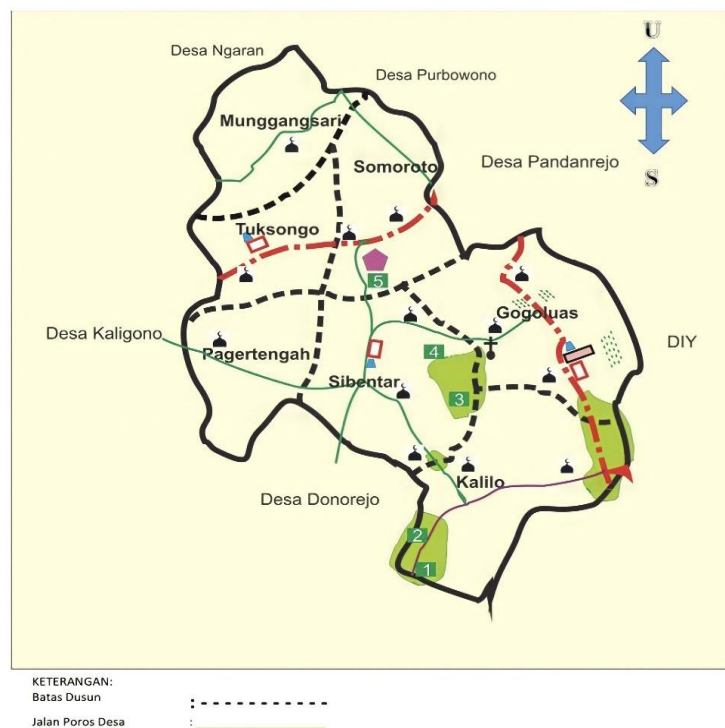 U
Desa Ngaran
Desa Purbowono
Munggangsari
Somoroto
Desa Pandanrejo
S
Tuksongo
5
Gogoluas
Desa Kaligono
DIY
Pagertengah
4
Sibentar
3
Kalilo
Desa Donorejo
2
1
KETERANGAN:
Batas Dusun : - - - - - - - - - - -
Jalan Poros Desa :